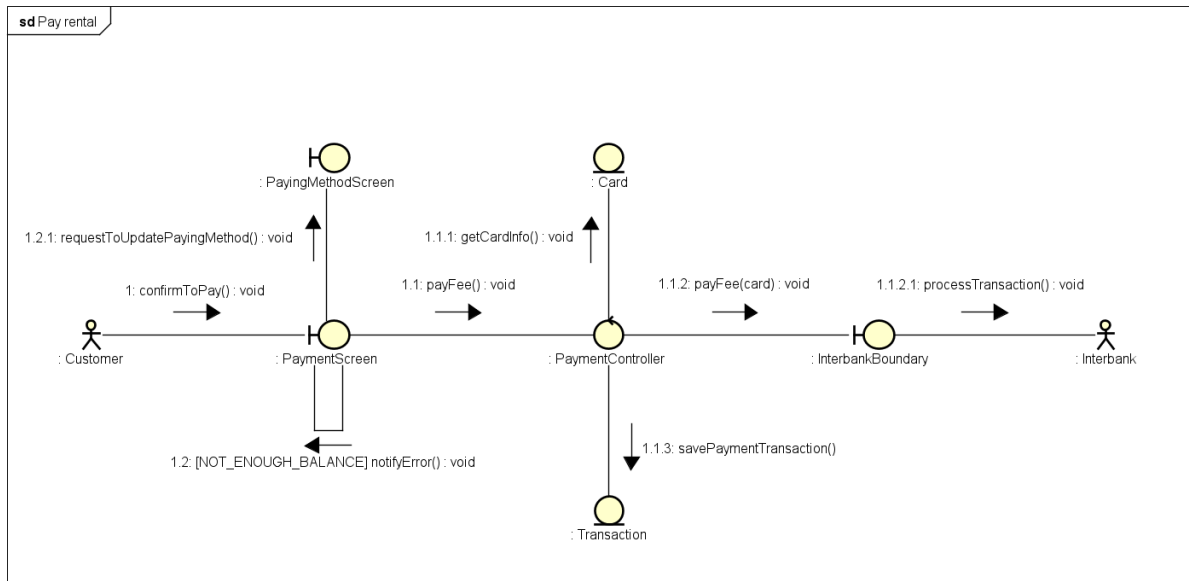 sd Pay rental
: PayingMethodScreen
: Card
1.2.1: requestToUpdatePayingMethod() : void
1.1.1: getCardInfo() : void
1: confirmToPay() : void
1.1: payFee() : void
1.1.2: payFee(card) : void
1.1.2.1: processTransaction() : void
: Customer
: PaymentScreen
: PaymentController
: InterbankBoundary
: Interbank
1.2: [NOT_ENOUGH_BALANCE] notifyError() : void
1.1.3: savePaymentTransaction()
: Transaction